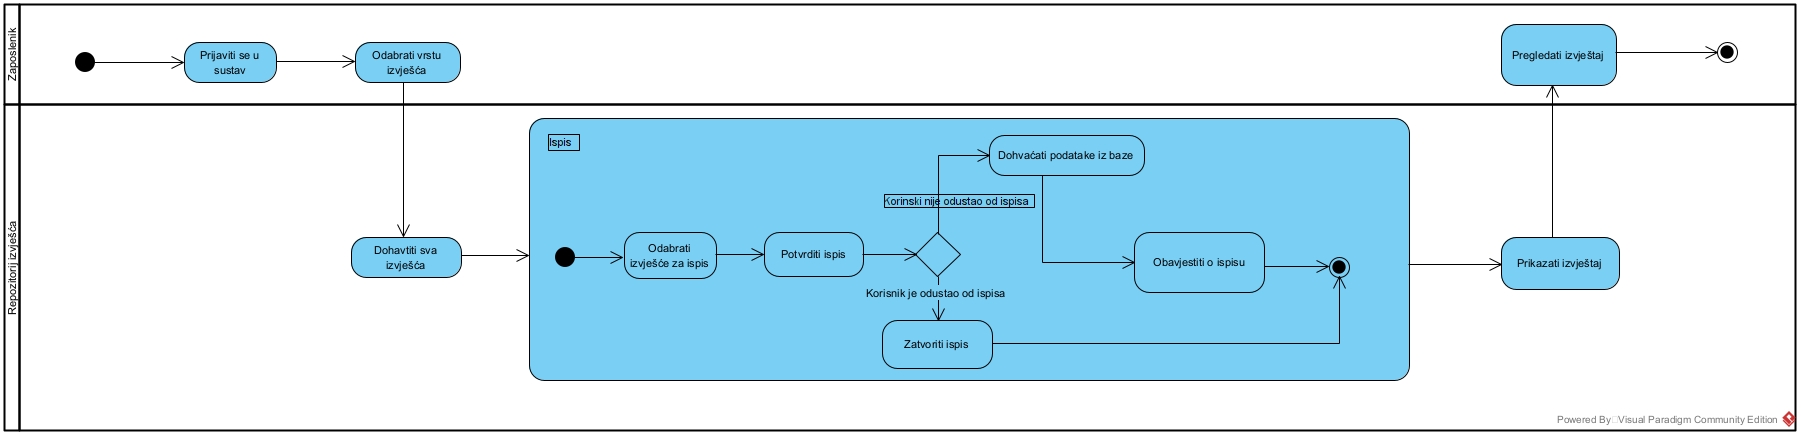 Zaposlenik
Prijaviti se u
sustav
Odabrati vrstu
izvješća
Pregledati izvještaj
Repozitorij izvješća
Dohavtiti sva
izvješća
Ispis
Odabrati
izvješće za ispis
Potvrditi ispis
Korinski nije odustao od ispisa
Dohvaćati podatake iz baze
Korisnik je odustao od ispisa
Zatvoriti ispis
Obavjestiti o ispisu
Prikazati izvještaj
Powered By Visual Paradigm Community Edition